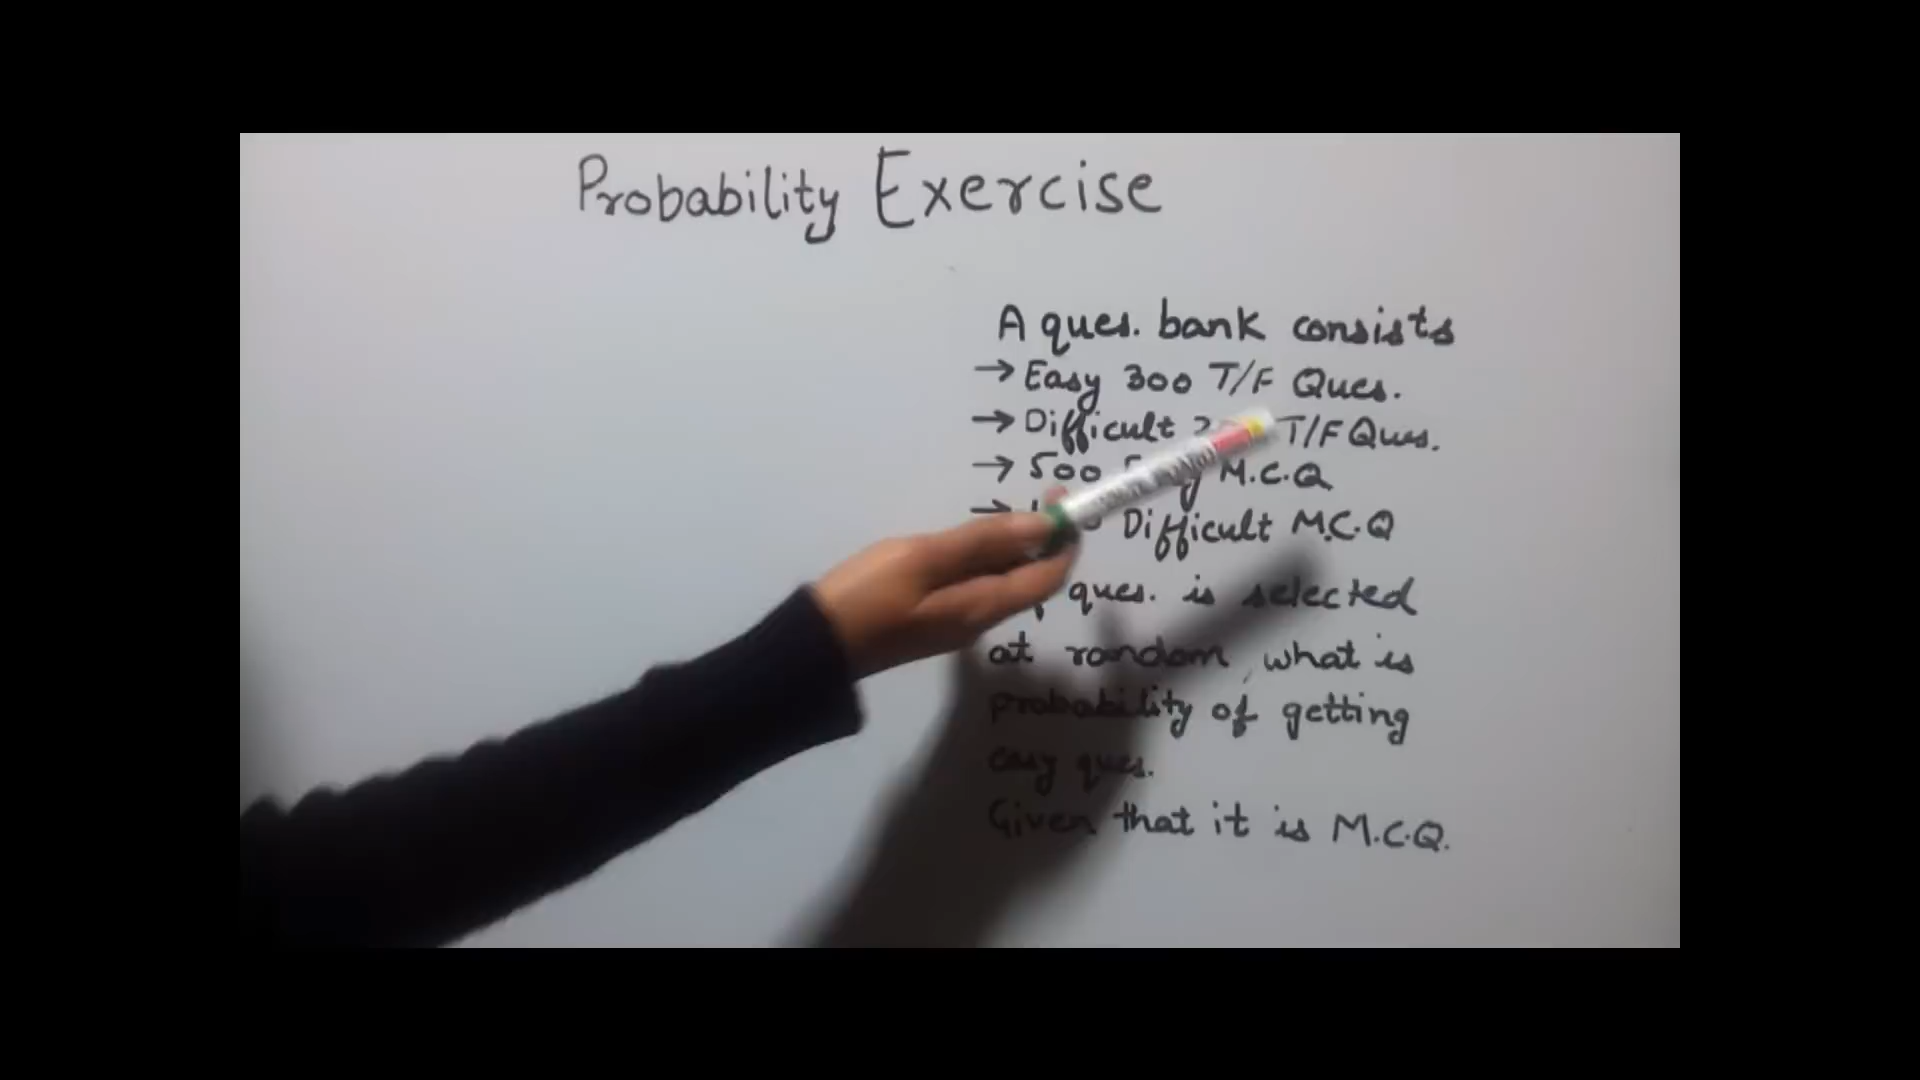 Probability Exercise
A ques. bank consists
→ Easy 300 T/F Ques.
→ Difficult T/F Ques.
→ 500 M.C.Q
→ Difficult M.C.Q
ques. is selected
at random, what is
probability of getting
easy ques.
Given that it is M.C.Q.